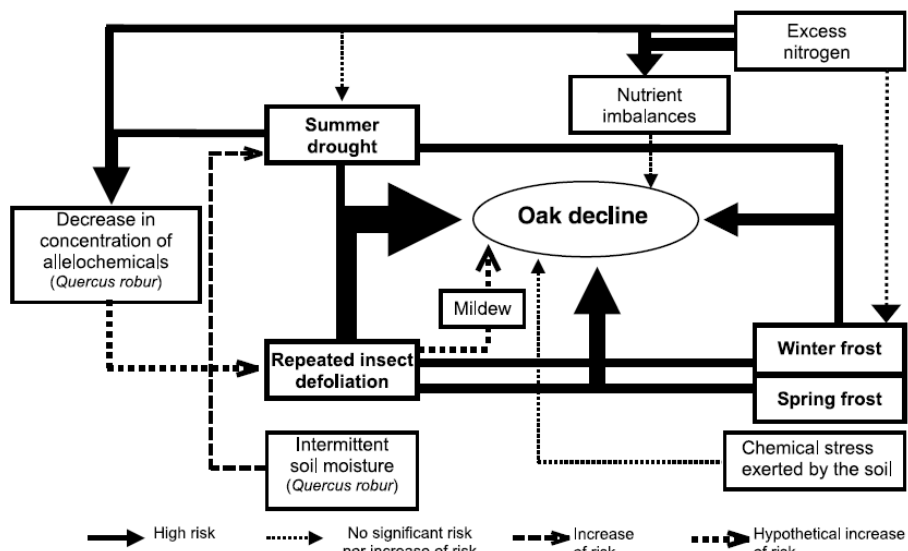 Excess
nitrogen
Nutrient
imbalances
Summer
drought
Decrease in
concentration of
allelochemicals
(Quercus robur)
Oak decline
Mildew
Repeated insect
defoliation
Winter frost
Spring frost
Intermittent
soil moisture
(Quercus robur)
Chemical stress
exerted by the soil
High risk
No significant risk
nor increase of risk
Increase
of risk
Hypothetical increase
of risk